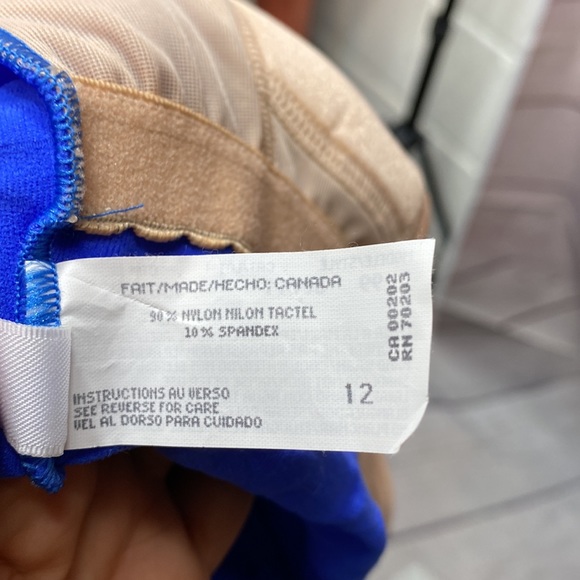 FAIT/MADE/HECHO: CANADA
90% NYLON NILON TACTEL
10% SPANDEX
INSTRUCTIONS AU VERSO
SEE REVERSE FOR CARE
VEL AL DORSO PARA CUIDADO
12
CA 00202
RN 70203